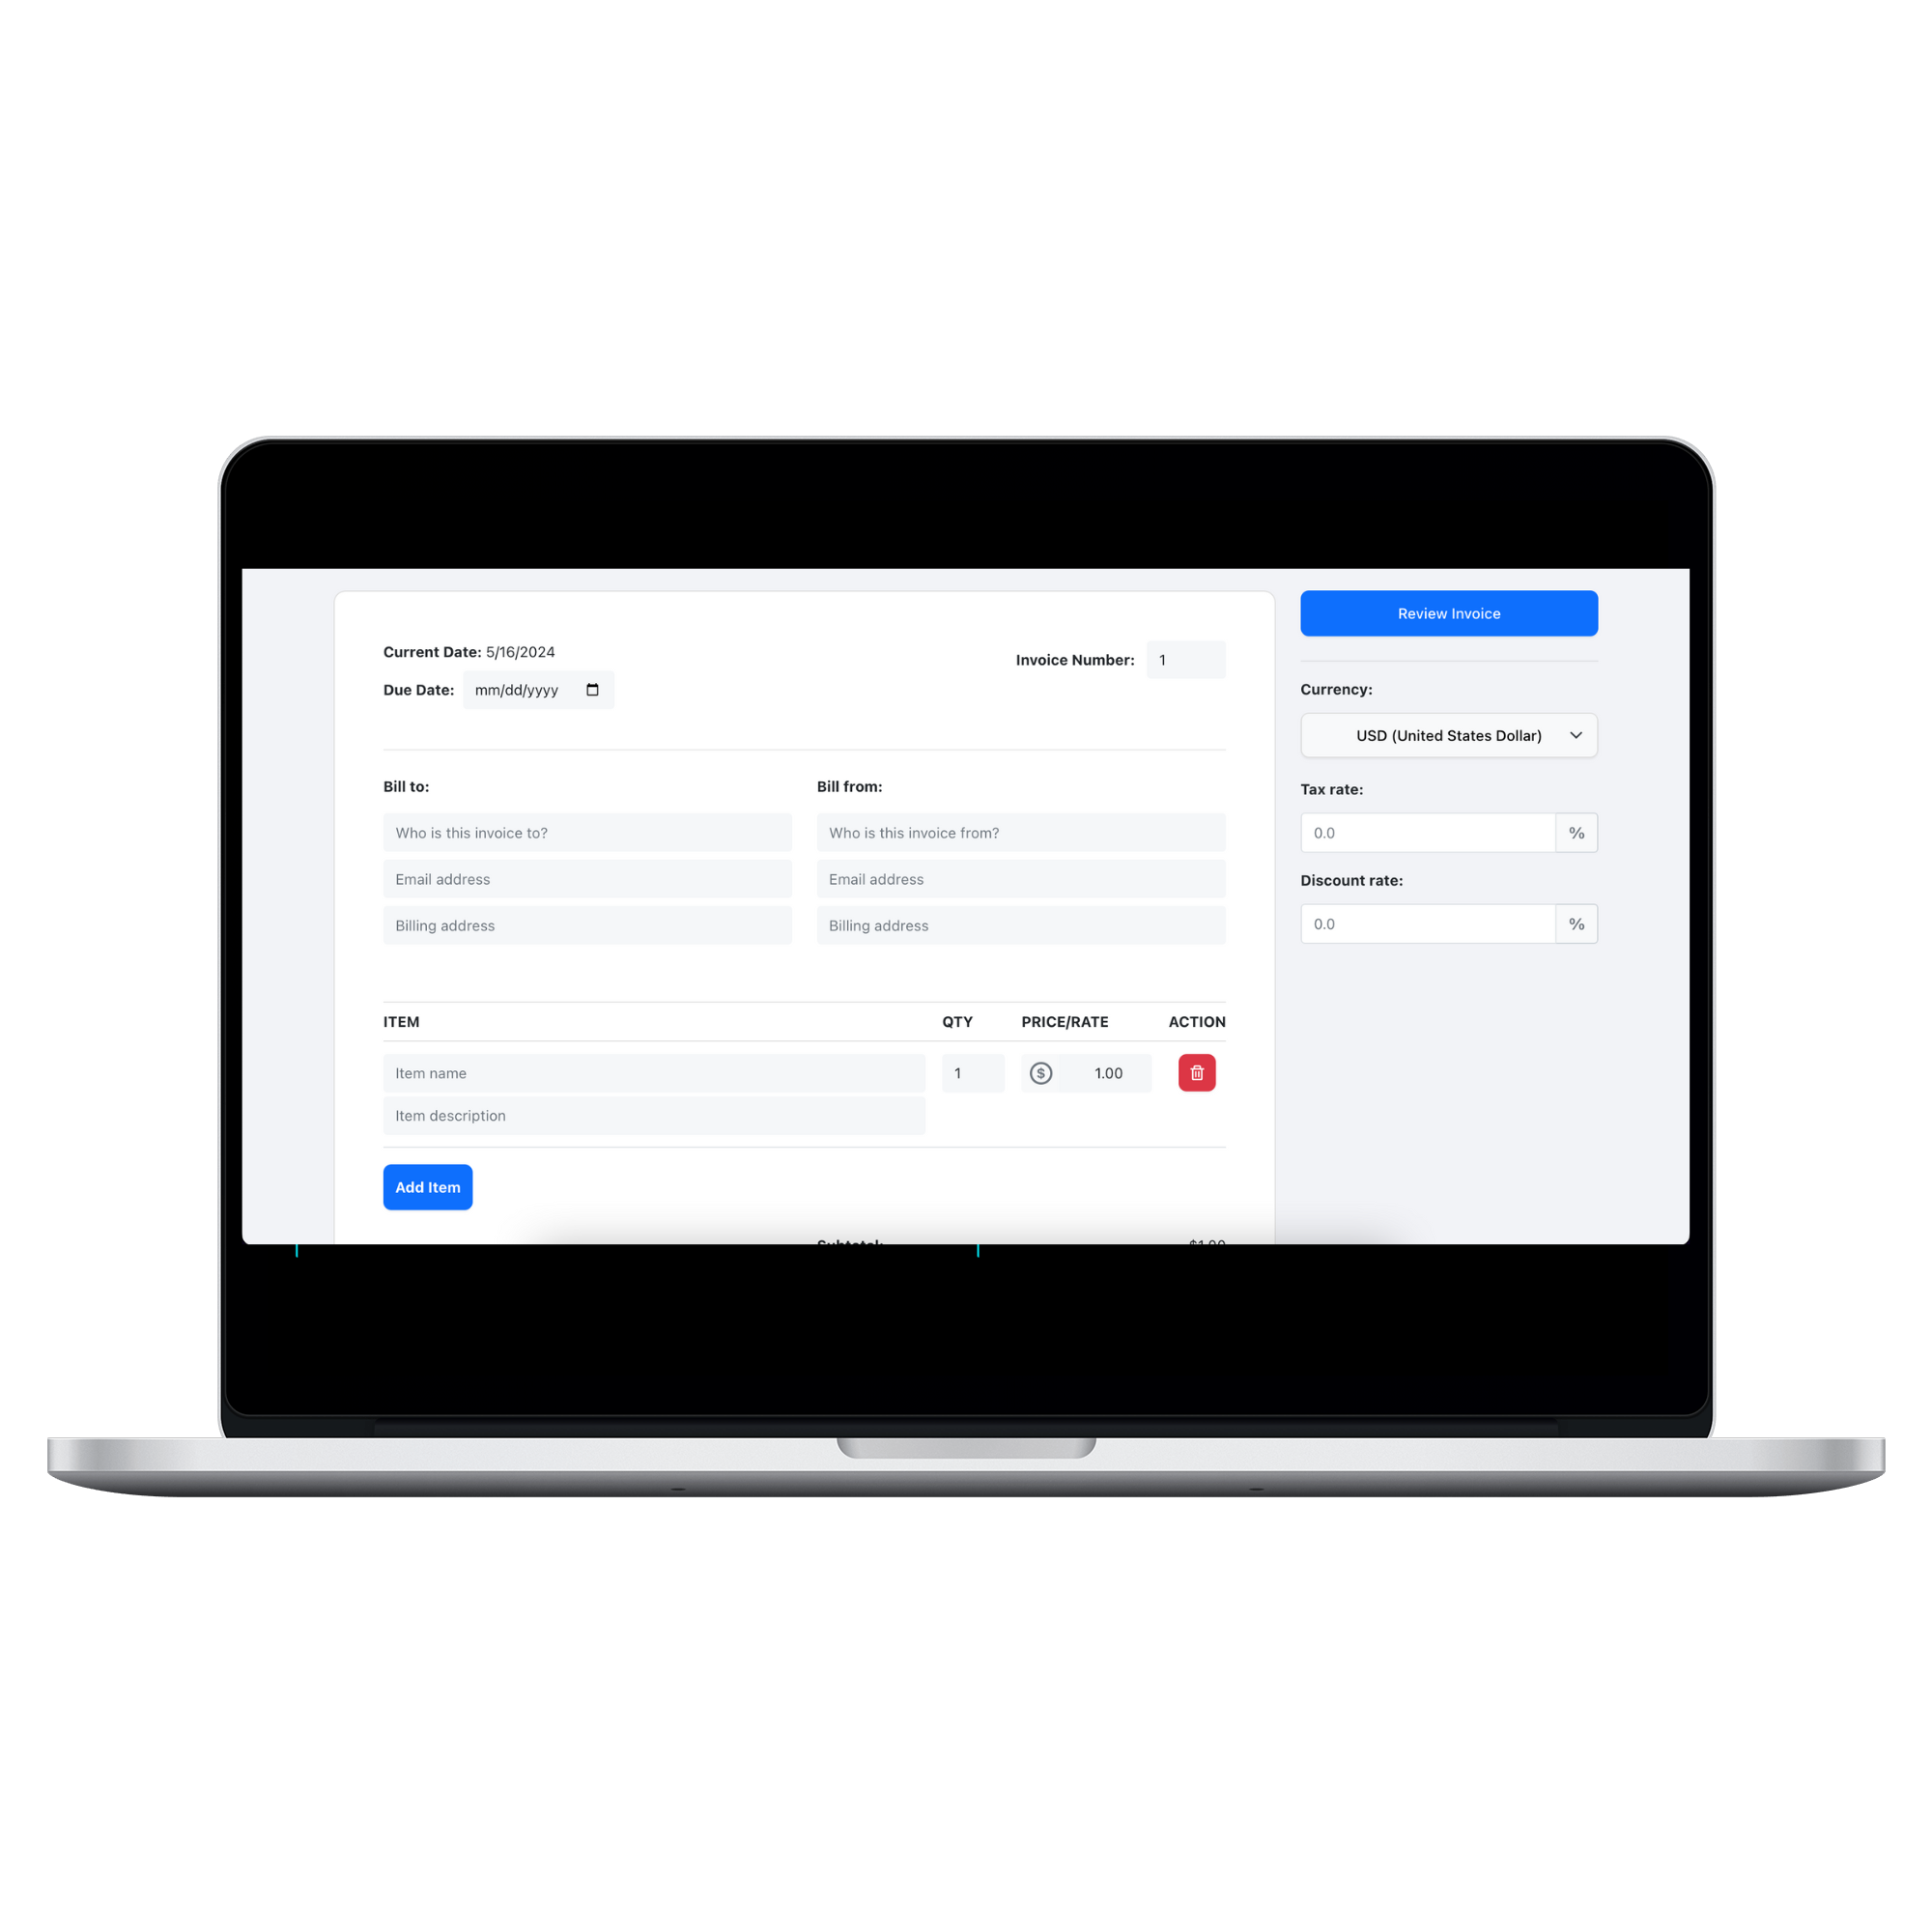 Review Invoice
Current Date: 5/16/2024
Invoice Number: 1
Due Date: mm/dd/yyyy
Currency:
USD (United States Dollar)
Bill to:
Bill from:
Tax rate:
Who is this invoice to?
Who is this invoice from?
0.0 %
Email address
Email address
Discount rate:
Billing address
Billing address
0.0 %
ITEM QTY PRICE/RATE ACTION
Item name 1 $ 1.00
Item description
Add Item
Subtotal: $1.00